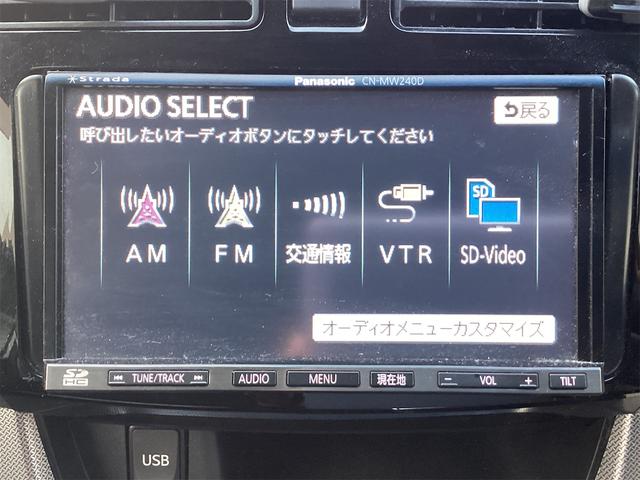 Strada Panasonic CN-MW240D
AUDIO SELECT 戻る
呼び出したいオーディオボタンにタッチしてください
SD
AM FM 交通情報 VTR SD-Video
オーディオメニューカスタマイズ
SD HC TUNE/TRACK AUDIO MENU 現在地 − VOL + TILT
USB